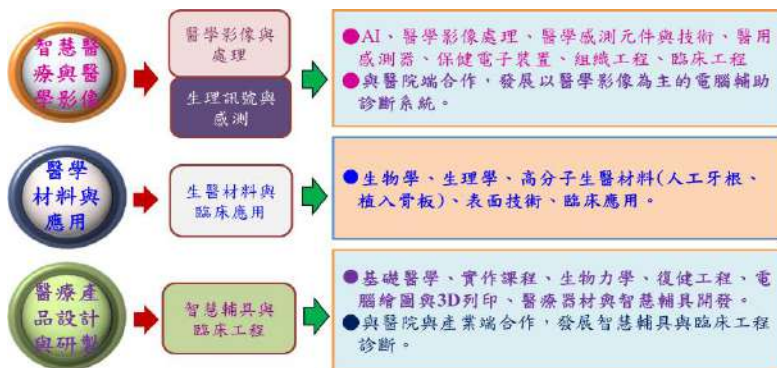 智慧醫
療與醫
學影像
醫學影像與
處理
生理訊號與
感測
●AI、醫學影像處理、醫學感測元件與技術、醫用
感測器、保健電子裝置、組織工程、臨床工程
●與醫院端合作，發展以醫學影像為主的電腦輔助
診斷系統。
醫學
材料與
應用
生醫材料與
臨床應用
●生物學、生理學、高分子生醫材料(人工牙根、
植入骨板)、表面技術、臨床應用。
醫療產
品設計
與研製
智慧輔具與
臨床工程
●基礎醫學、實作課程、生物力學、復健工程、電
腦繪圖與3D列印、醫療器材與智慧輔具開發。
●與醫院與產業端合作，發展智慧輔具與臨床工程
診斷。